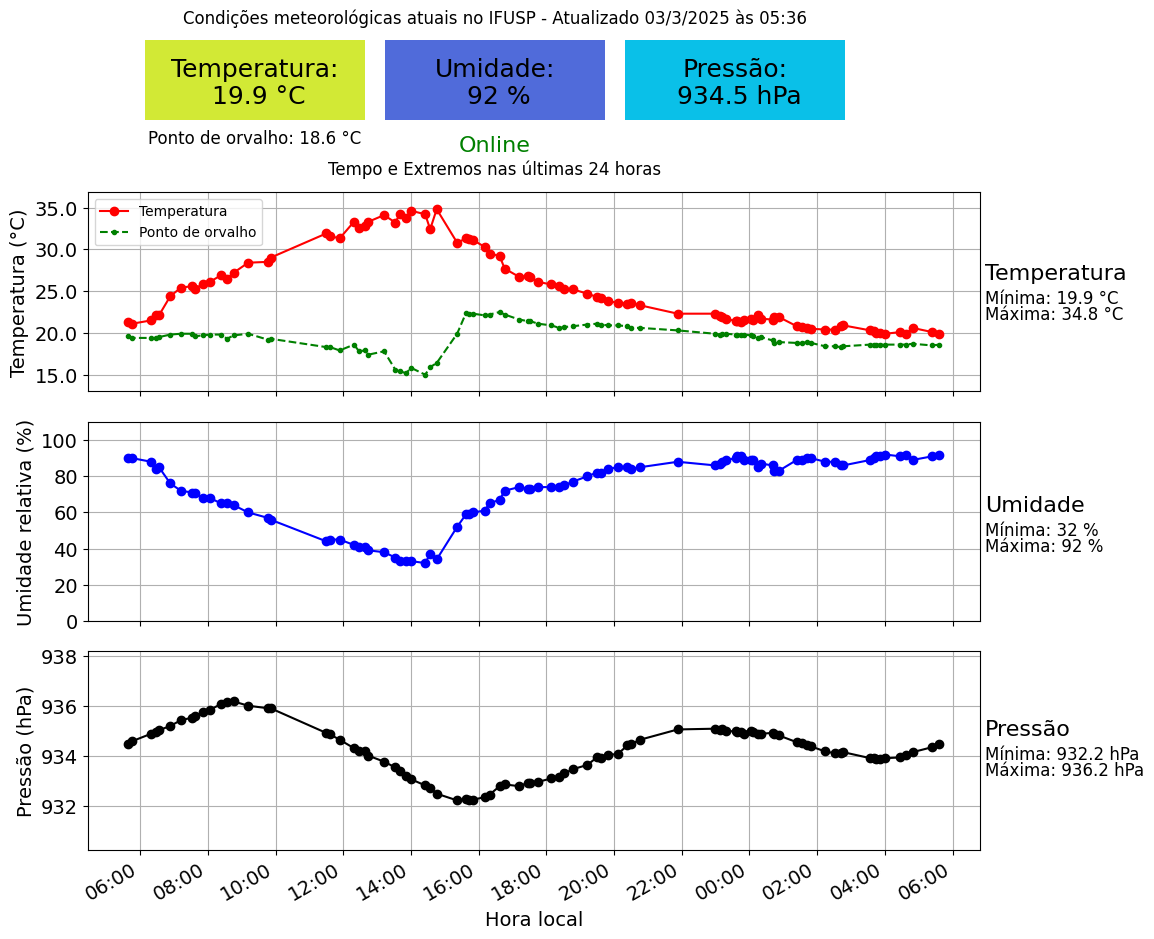 Condições meteorológicas atuais no IFUSP - Atualizado 03/3/2025 às 05:36
Temperatura:
19.9 °C
Umidade:
92 %
Pressão:
934.5 hPa
Ponto de orvalho: 18.6 °C
Online
Tempo e Extremos nas últimas 24 horas
Temperatura (°C)
35.0
30.0
25.0
20.0
15.0
Temperatura
Ponto de orvalho
Temperatura
Mínima: 19.9 °C
Máxima: 34.8 °C
Umidade relativa (%)
100
80
60
40
20
0
Umidade
Mínima: 32 %
Máxima: 92 %
Pressão (hPa)
938
936
934
932
Pressão
Mínima: 932.2 hPa
Máxima: 936.2 hPa
06:00
08:00
10:00
12:00
14:00
16:00
18:00
20:00
22:00
00:00
02:00
04:00
06:00
Hora local